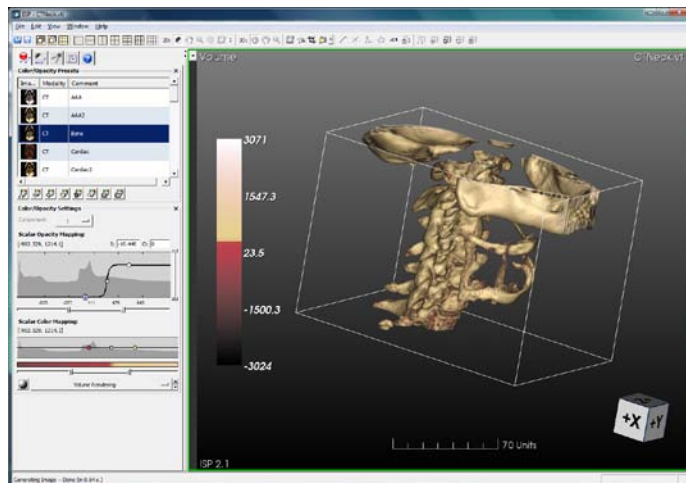 File Edit View Window Help
Color/Opacity Presets
Ima... Modality Comment
CT AAA
CT AAA2
CT Bone
CT Cardiac
CT Cardiac2
Color/Opacity Settings
Component:
Scalar Opacity Mapping:
Scalar Color Mapping:
Volume Rendering
Volume
CTNeck.vti
3071
1547.3
23.5
-1500.3
-3024
70 Units
+X
+Y
ISP 2.1